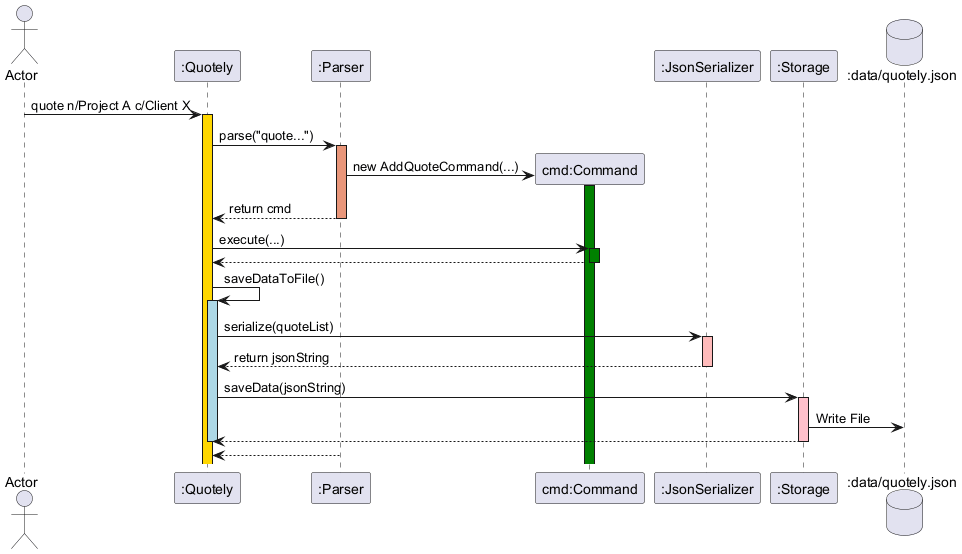 Actor
:Quotely
:Parser
:JsonSerializer
:Storage
:data/quotely.json
quote n/Project A c/Client X
parse("quote...")
new AddQuoteCommand(...)
cmd:Command
return cmd
execute(...)
saveDataToFile()
serialize(quoteList)
return jsonString
saveData(jsonString)
Write File
Actor
:Quotely
:Parser
cmd:Command
:JsonSerializer
:Storage
:data/quotely.json